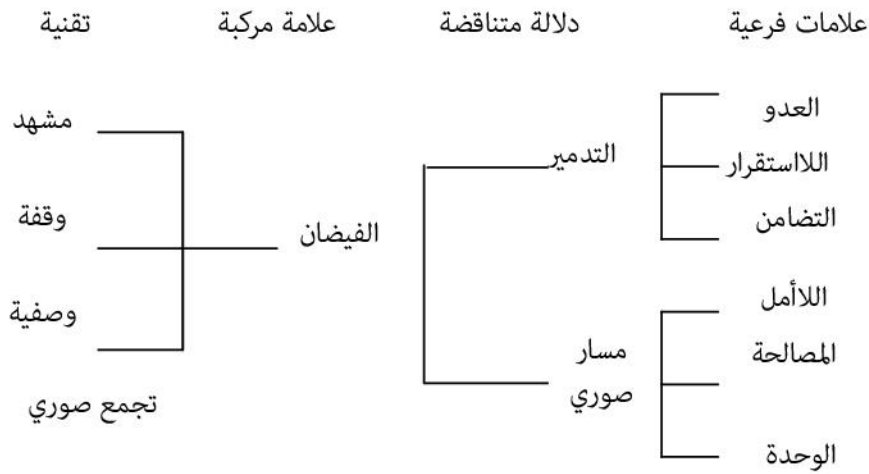 علامات فرعية
دلالة متناقضة
علامة مركبة
تقنية
العدو
اللااستقرار
التضامن
اللاأمل
المصالحة
الوحدة
التدمير
مسار
صوري
الفيضان
مشهد
وقفة
وصفية
تجمع صوري